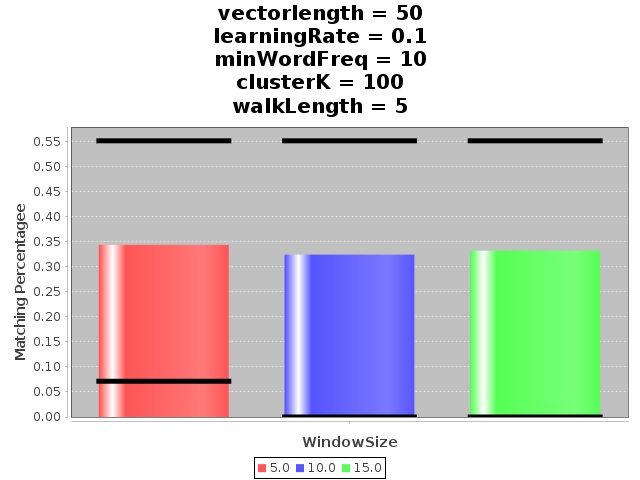 vectorlength = 50
learningRate = 0.1
minWordFreq = 10
clusterK = 100
walkLength = 5
0.55
0.50
0.45
0.40
0.35
0.30
0.25
0.20
0.15
0.10
0.05
0.00
Matching Percentagee
WindowSize
5.0 10.0 15.0